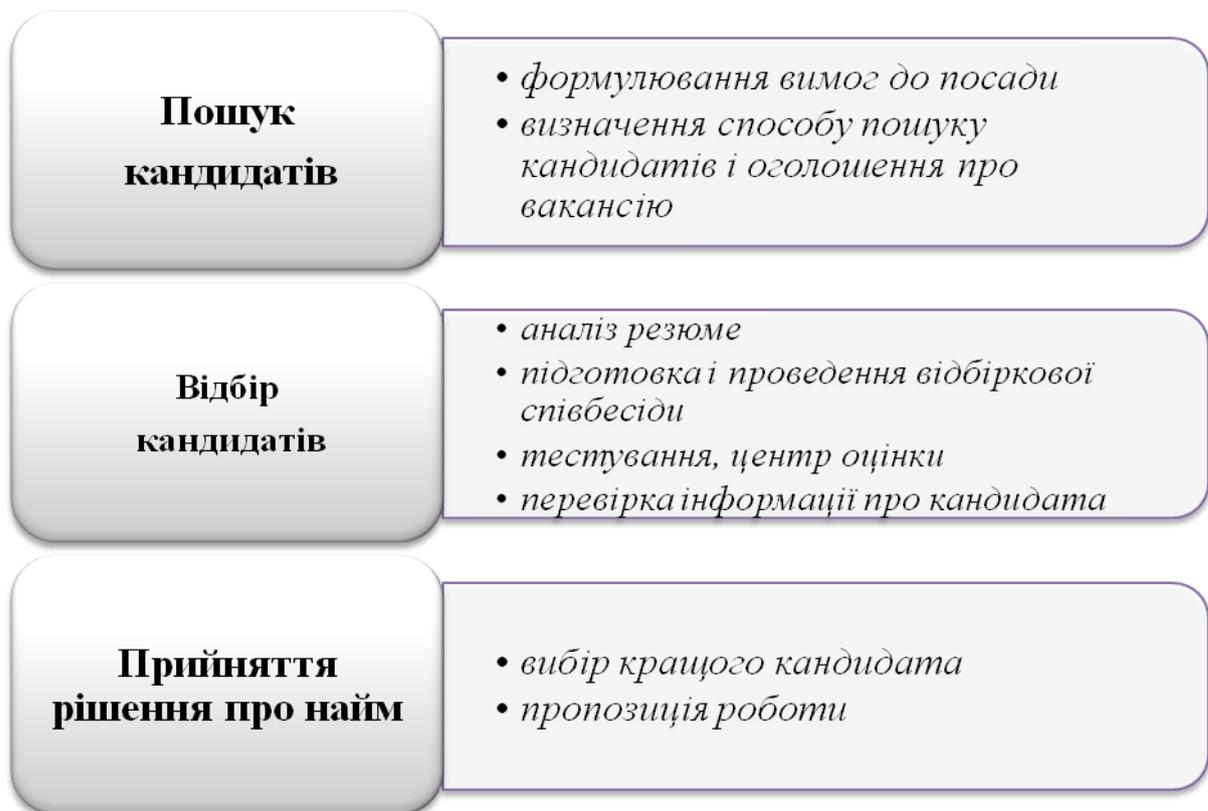 Пошук
кандидатів
• формулювання вимог до посади
• визначення способу пошуку
кандидатів і оголошення про
вакансію
Відбір
кандидатів
• аналіз резюме
• підготовка і проведення відбіркової
співбесіди
• тестування, центр оцінки
• перевірка інформації про кандидата
Прийняття
рішення про найм
• вибір кращого кандидата
• пропозиція роботи